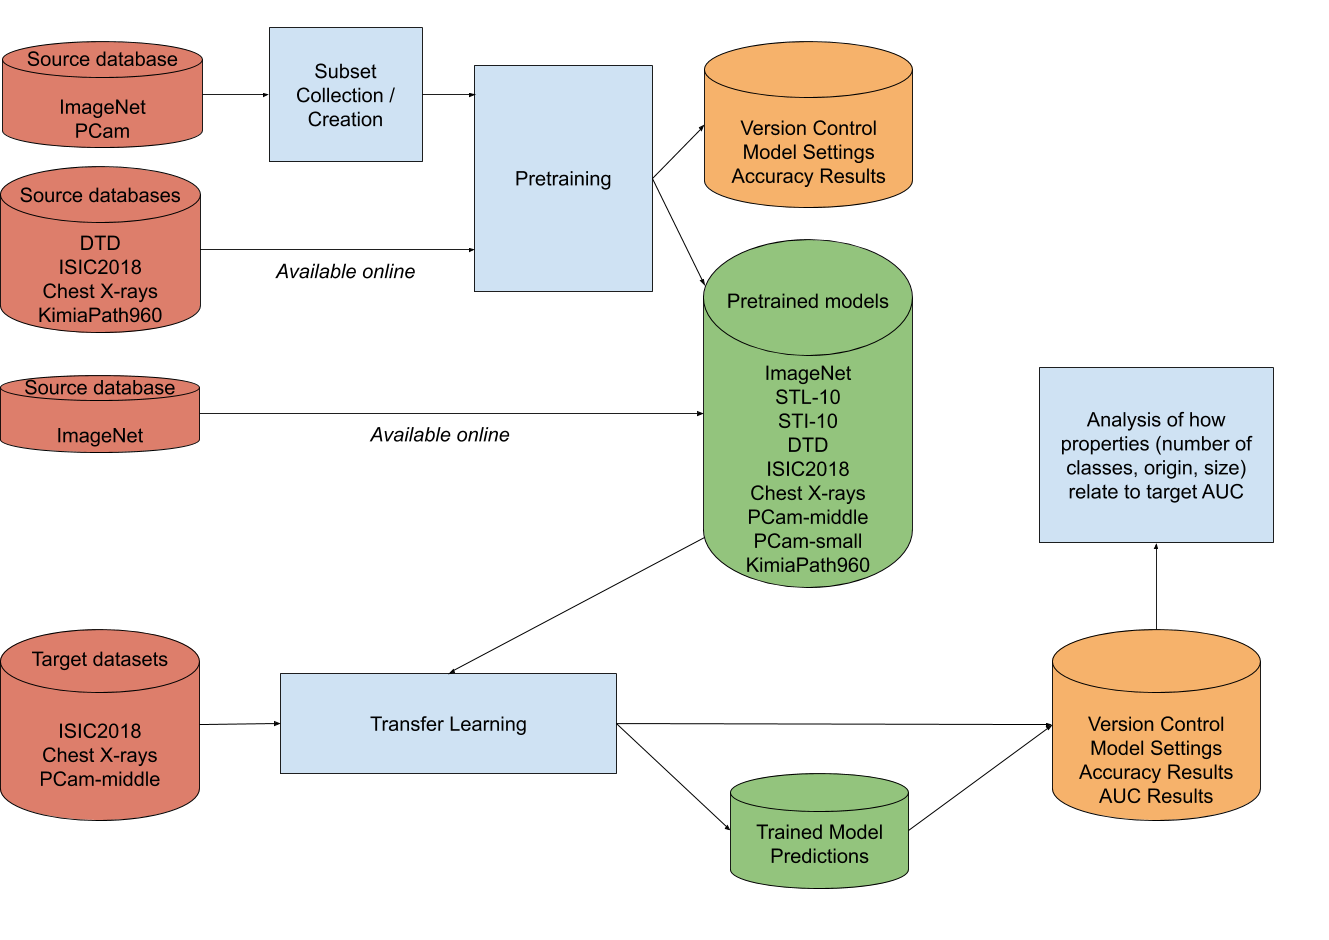 Source database
ImageNet
PCam
Subset
Collection /
Creation
Pretraining
Version Control
Model Settings
Accuracy Results
Source databases
DTD
ISIC2018
Chest X-rays
KimiaPath960
Available online
Pretrained models
ImageNet
STL-10
STI-10
DTD
ISIC2018
Chest X-rays
PCam-middle
PCam-small
KimiaPath960
Source database
ImageNet
Available online
Analysis of how
properties (number of
classes, origin, size)
relate to target AUC
Target datasets
ISIC2018
Chest X-rays
PCam-middle
Transfer Learning
Trained Model
Predictions
Version Control
Model Settings
Accuracy Results
AUC Results